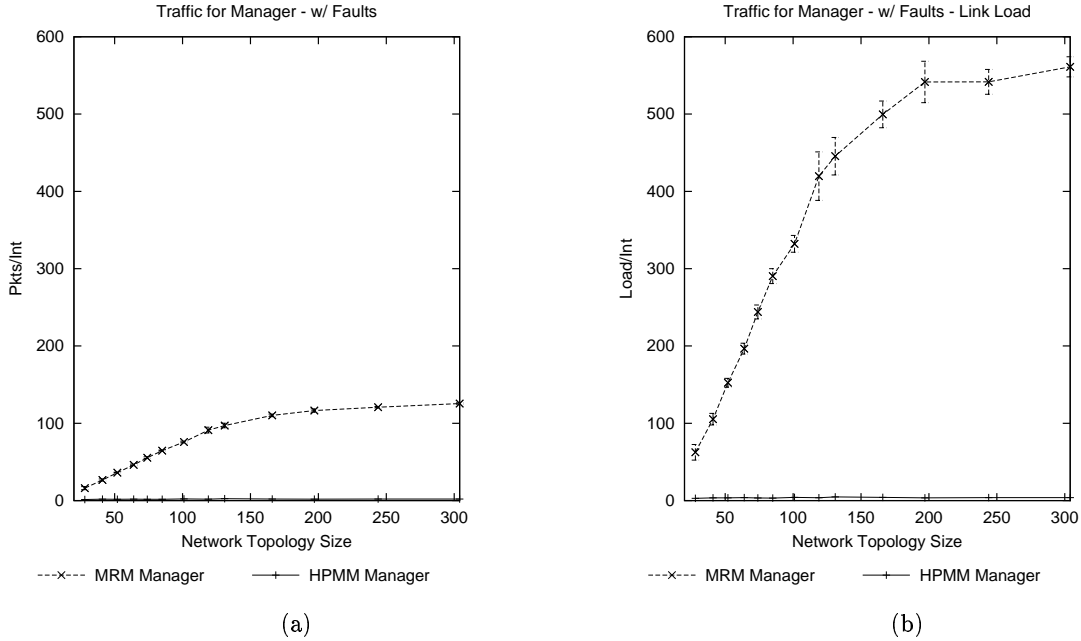 Traffic for Manager - w/ Faults
600
500
400
300
200
100
0
Pkts/Int
50 100 150 200 250 300
Network Topology Size
MRM Manager HPMM Manager
(a)
Traffic for Manager - w/ Faults - Link Load
600
500
400
300
200
100
0
Load/Int
50 100 150 200 250 300
Network Topology Size
MRM Manager HPMM Manager
(b)